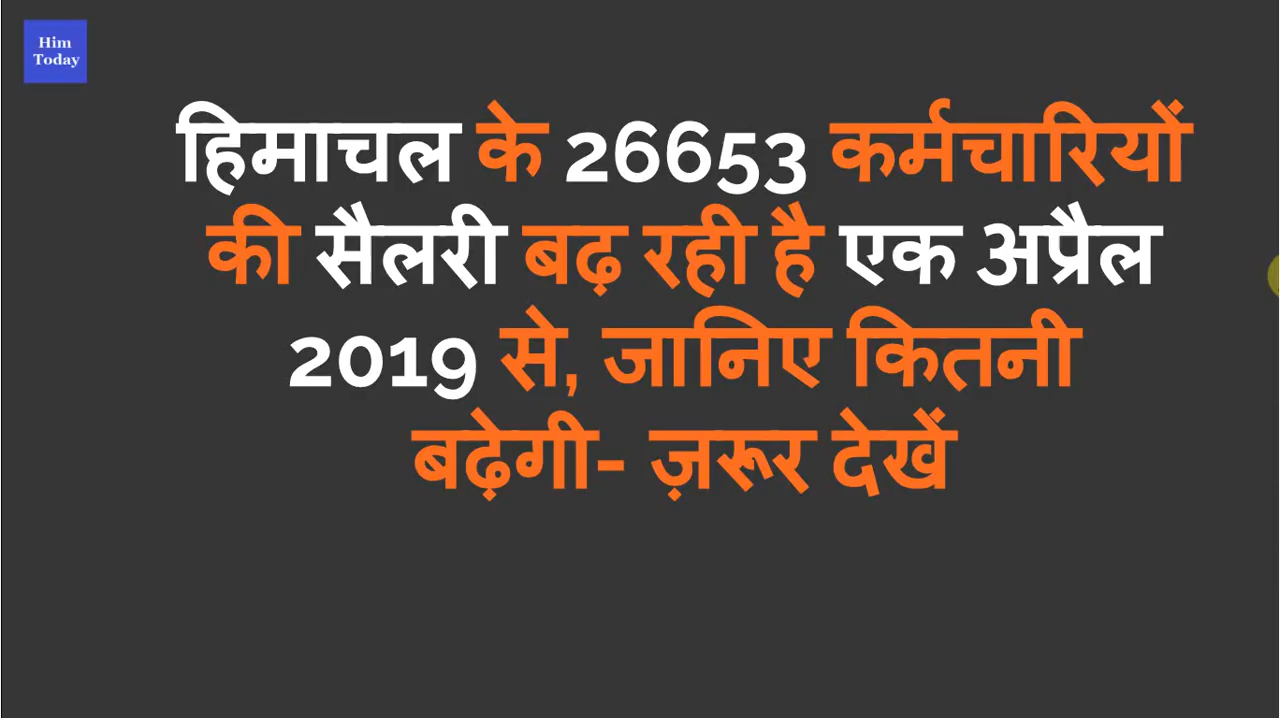 Him
Today
हिमाचल के 26653 कर्मचारियों
की सैलरी बढ़ रही है एक अप्रैल
2019 से, जानिए कितनी
बढ़ेगी- ज़रूर देखें